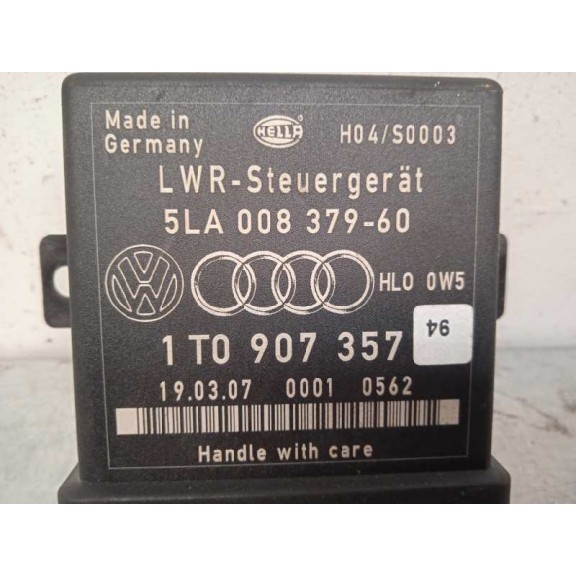 Made in
Germany
HELLA
®
H04/S0003
LWR-Steuergerät
5LA 008 379-60
VW
HLO 0W5
1T0 907 357
94
19.03.07 0001 0562
Handle with care